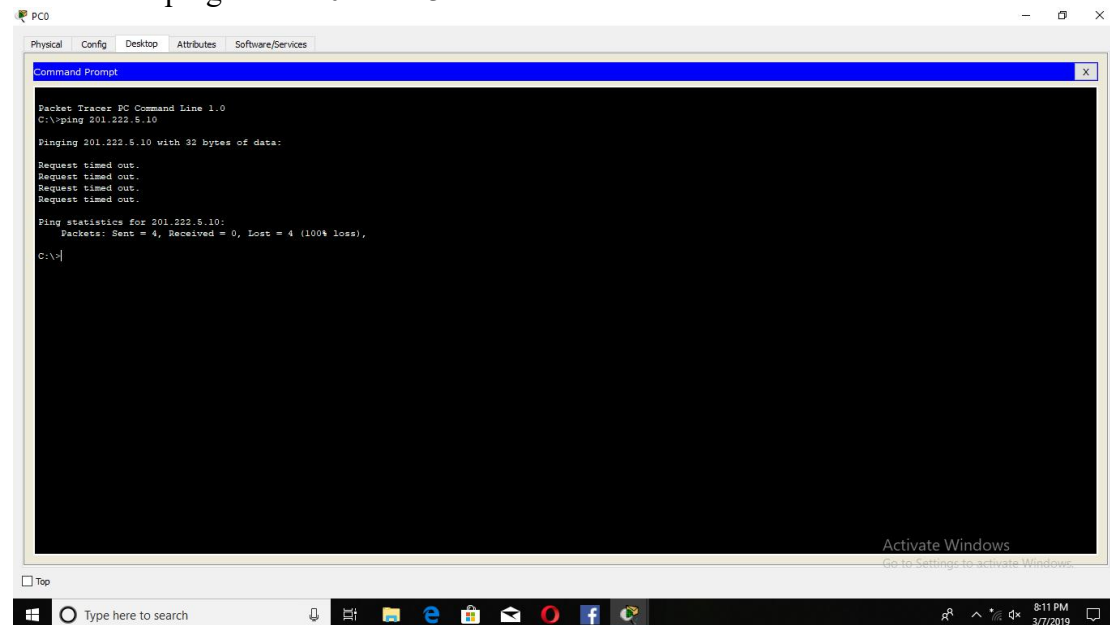 ping
PC0
Physical Config Desktop Attributes Software/Services
Command Prompt
X
Packet Tracer PC Command Line 1.0
C:\>ping 201.222.5.10
Pinging 201.222.5.10 with 32 bytes of data:
Request timed out.
Request timed out.
Request timed out.
Request timed out.
Ping statistics for 201.222.5.10:
Packets: Sent = 4, Received = 0, Lost = 4 (100% loss),
C:\>
Activate Windows
Go to Settings to activate Windows.
Top
Type here to search
8:11 PM
3/7/2019